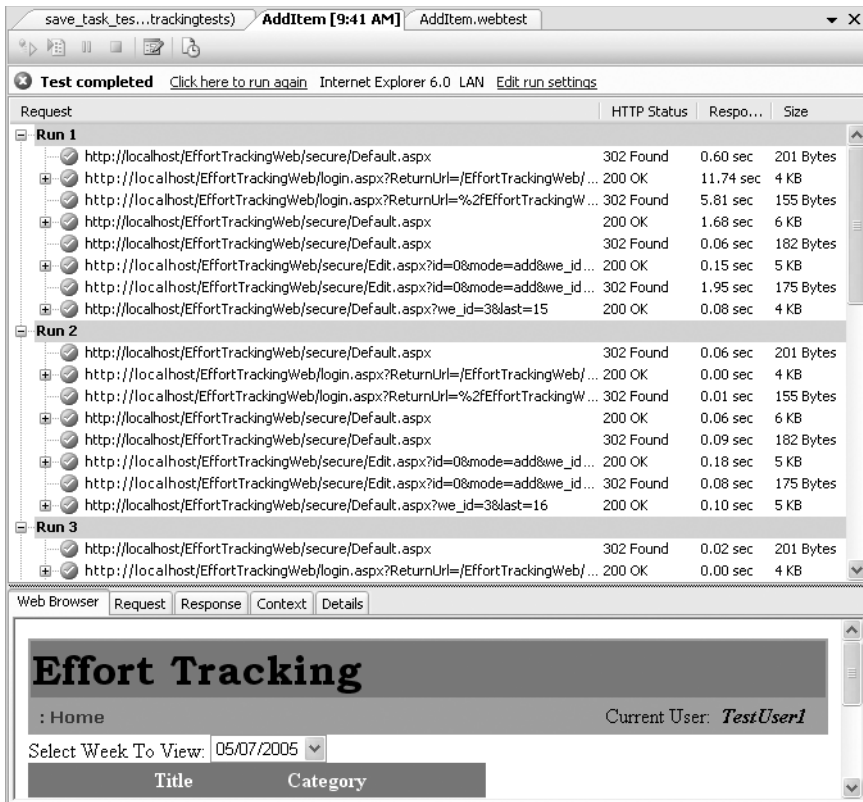 save_task_tes...trackingtests) AddItem [9:41 AM] AddItem.webtest
Test completed Click here to run again Internet Explorer 6.0 LAN Edit run settings
Request HTTP Status Respo... Size
Run 1
http://localhost/EffortTrackingWeb/secure/Default.aspx 302 Found 0.60 sec 201 Bytes
http://localhost/EffortTrackingWeb/login.aspx?ReturnUrl=/EffortTrackingWeb/... 200 OK 11.74 sec 4 KB
http://localhost/EffortTrackingWeb/login.aspx?ReturnUrl=%2fEffortTrackingW... 302 Found 5.81 sec 155 Bytes
http://localhost/EffortTrackingWeb/secure/Default.aspx 200 OK 1.68 sec 6 KB
http://localhost/EffortTrackingWeb/secure/Default.aspx 302 Found 0.06 sec 182 Bytes
http://localhost/EffortTrackingWeb/secure/Edit.aspx?id=0&mode=add&we_id... 200 OK 0.15 sec 5 KB
http://localhost/EffortTrackingWeb/secure/Edit.aspx?id=0&mode=add&we_id... 302 Found 1.95 sec 175 Bytes
http://localhost/EffortTrackingWeb/secure/Default.aspx?we_id=3&last=15 200 OK 0.08 sec 4 KB
Run 2
http://localhost/EffortTrackingWeb/secure/Default.aspx 302 Found 0.06 sec 201 Bytes
http://localhost/EffortTrackingWeb/login.aspx?ReturnUrl=/EffortTrackingWeb/... 200 OK 0.00 sec 4 KB
http://localhost/EffortTrackingWeb/login.aspx?ReturnUrl=%2fEffortTrackingW... 302 Found 0.01 sec 155 Bytes
http://localhost/EffortTrackingWeb/secure/Default.aspx 200 OK 0.06 sec 6 KB
http://localhost/EffortTrackingWeb/secure/Default.aspx 302 Found 0.09 sec 182 Bytes
http://localhost/EffortTrackingWeb/secure/Edit.aspx?id=0&mode=add&we_id... 200 OK 0.18 sec 5 KB
http://localhost/EffortTrackingWeb/secure/Edit.aspx?id=0&mode=add&we_id... 302 Found 0.08 sec 175 Bytes
http://localhost/EffortTrackingWeb/secure/Default.aspx?we_id=3&last=16 200 OK 0.10 sec 5 KB
Run 3
http://localhost/EffortTrackingWeb/secure/Default.aspx 302 Found 0.02 sec 201 Bytes
http://localhost/EffortTrackingWeb/login.aspx?ReturnUrl=/EffortTrackingWeb/... 200 OK 0.00 sec 4 KB
Web Browser Request Response Context Details
Effort Tracking
: Home Current User: TestUser1
Select Week To View: 05/07/2005
Title Category